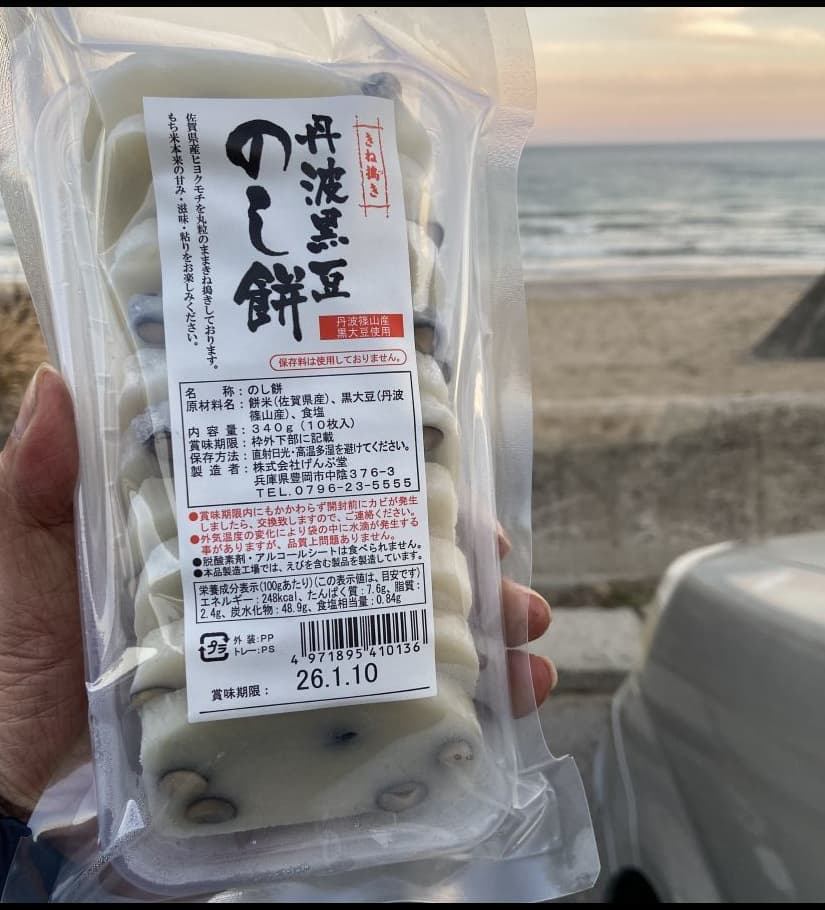 きね搗き
丹波黒豆
のし餅
丹波篠山産
黒大豆使用
佐賀県産ヒヨクモチを丸粒のままきね搗きしております。
もち米本来の甘み・滋味・粘りをお楽しみください。
保存料は使用しておりません。
名　　称：のし餅
原材料名：餅米(佐賀県産)、黒大豆(丹波
篠山産)、食塩
内 容 量：340g(10枚入)
賞味期限：枠外下部に記載
保存方法：直射日光・高温多湿を避けてください。
製 造 者：株式会社げんぶ堂
兵庫県豊岡市中陰376-3
TEL.0796-23-5555
●賞味期限内にもかかわらず開封前にカビが発生
しましたら、交換致しますので、ご連絡ください。
●外気温度の変化により袋の中に水滴が発生する
事がありますが、品質上問題ありません。
●脱酸素剤・アルコールシートは食べられません。
●本品製造工場では、えびを含む製品を製造しています。
栄養成分表示(100gあたり)(この表示値は、目安です)
エネルギー：248kcal、たんぱく質：7.6g、脂質：
2.4g、炭水化物：48.9g、食塩相当量：0.84g
プラ
外装:PP
トレー:PS
4 971895 410136
賞味期限： 26.1.10